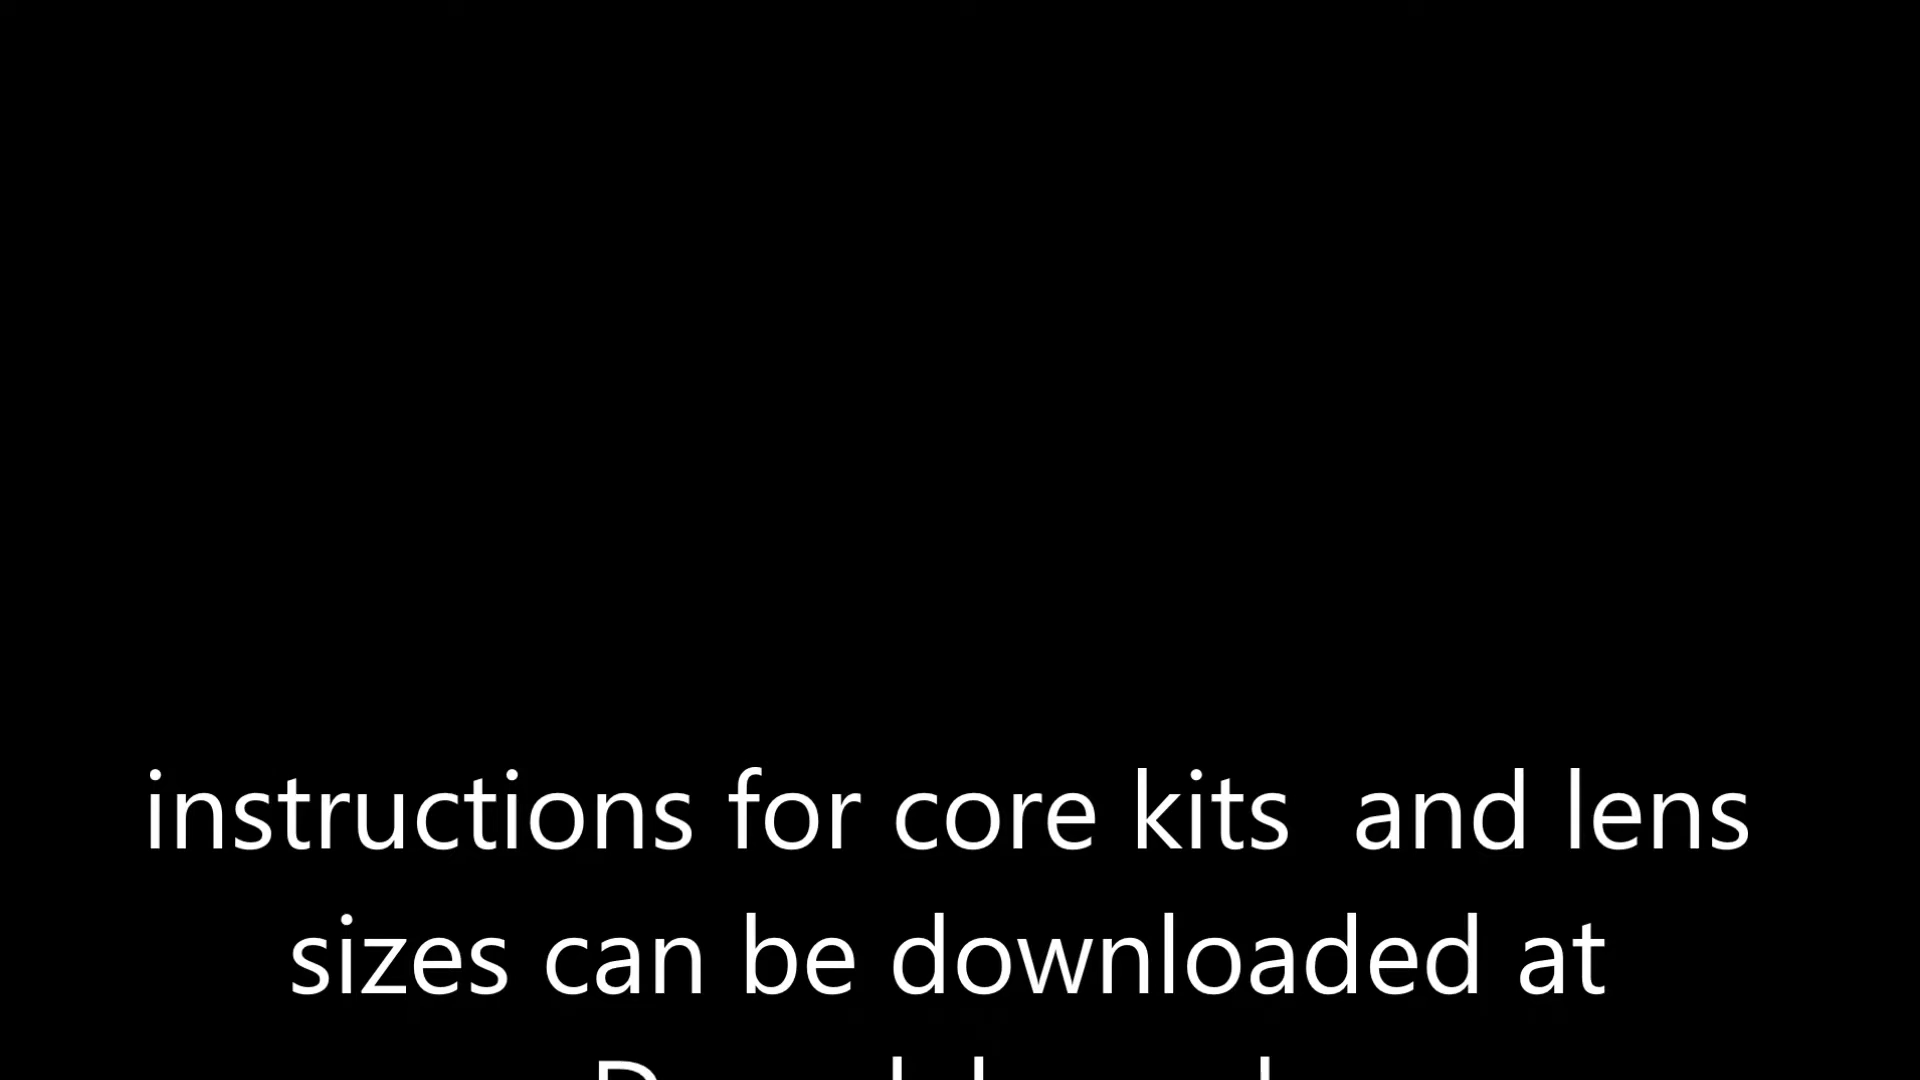 instructions for core kits  and lens
sizes can be downloaded at